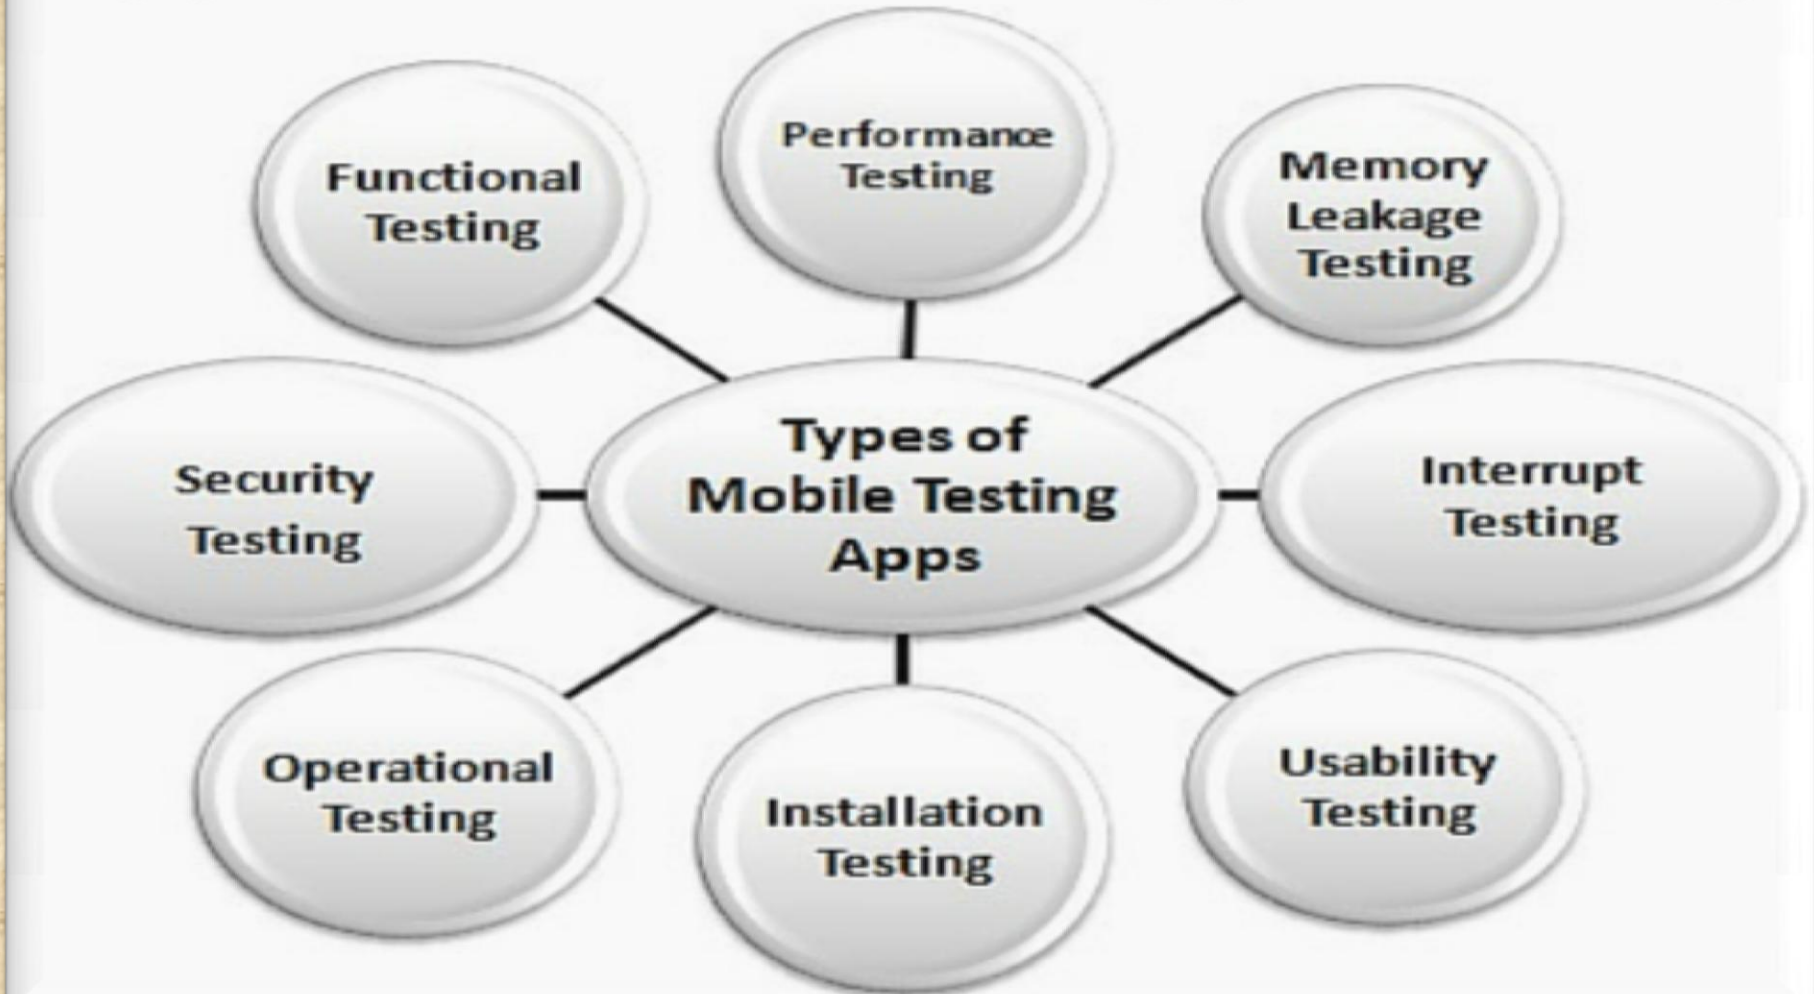 Performance
Testing
Functional
Testing
Memory
Leakage
Testing
Types of
Mobile Testing
Apps
Security
Testing
Interrupt
Testing
Operational
Testing
Installation
Testing
Usability
Testing